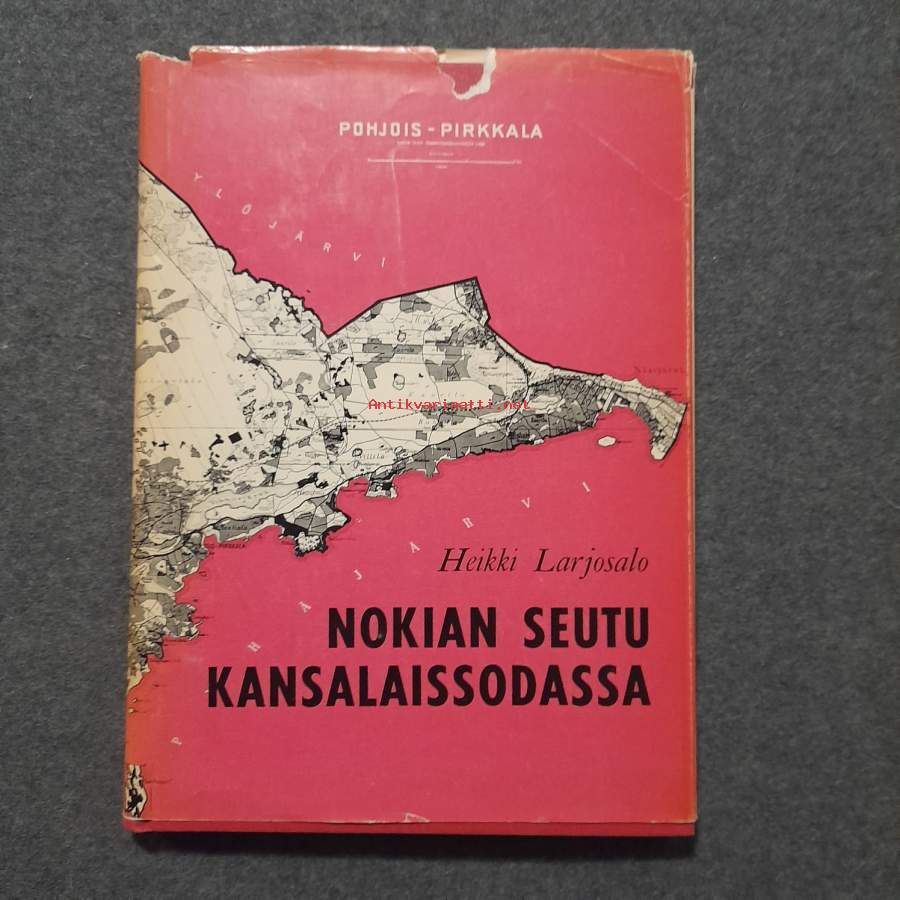 POHJOIS - PIRKKALA
YLÖJÄRVI
Antikvariaatti.net
PYHÄJÄRVI
Heikki Larjosalo
NOKIAN SEUTU
KANSALAISSODASSA